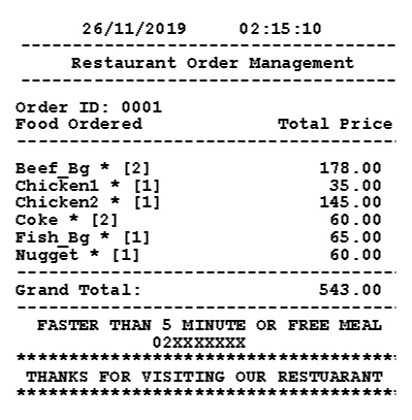 26/11/2019 02:15:10
----------------------------------------
Restaurant Order Management
----------------------------------------
Order ID: 0001
Food Ordered Total Price
----------------------------------------
Beef_Bg * [2] 178.00
Chicken1 * [1] 35.00
Chicken2 * [1] 145.00
Coke * [2] 60.00
Fish_Bg * [1] 65.00
Nugget * [1] 60.00
----------------------------------------
Grand Total: 543.00
----------------------------------------
FASTER THAN 5 MINUTE OR FREE MEAL
02XXXXXXX
****************************************
THANKS FOR VISITING OUR RESTUARANT
****************************************